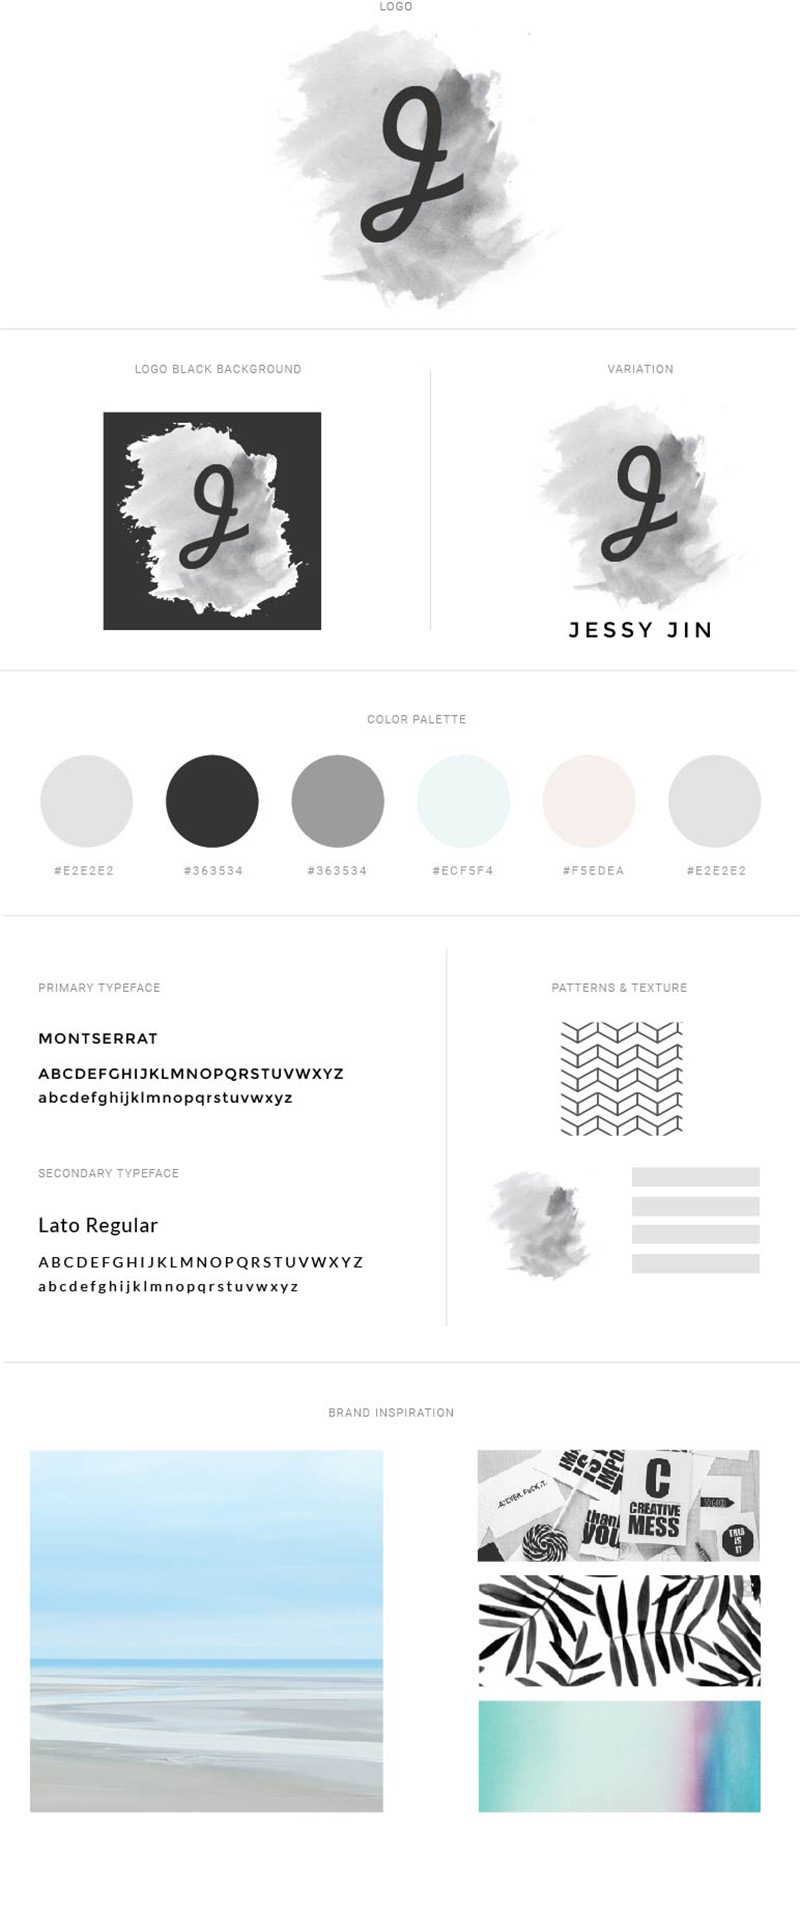 LOGO
J
LOGO BLACK BACKGROUND
J
VARIATION
J
JESSY JIN
COLOR PALETTE
#E2E2E2
#363534
#363534
#ECF5F4
#F5EDEA
#E2E2E2
PRIMARY TYPEFACE
MONTSERRAT
ABCDEFGHIJKLMNOPQRSTUVWXYZ
abcdefghijklmnopqrstuvwxyz
SECONDARY TYPEFACE
Lato Regular
ABCDEFGHIJKLMNOPQRSTUVWXYZ
abcdefghijklmnopqrstuvwxyz
PATTERNS & TEXTURE
BRAND INSPIRATION
C
CREATIVE
MESS
than
YOU
THIS
IS
IT